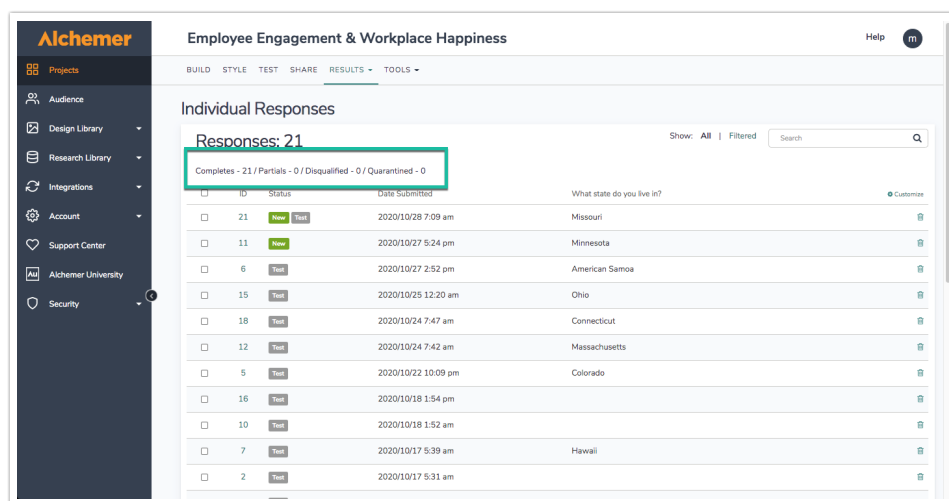 Alchemer
Employee Engagement & Workplace Happiness
Help
m
Projects
BUILD STYLE TEST SHARE RESULTS TOOLS
Audience
Design Library
Research Library
Integrations
Account
Support Center
Au Alchemer University
Security
Individual Responses
Responses: 21
Show: All | Filtered
Search
Completes - 21 / Partials - 0 / Disqualified - 0 / Quarantined - 0
ID Status Date Submitted What state do you live in? Customize
21 New Test 2020/10/28 7:09 am Missouri
11 New 2020/10/27 5:24 pm Minnesota
6 Test 2020/10/27 2:52 pm American Samoa
15 Test 2020/10/25 12:20 am Ohio
18 Test 2020/10/24 7:47 am Connecticut
12 Test 2020/10/24 7:42 am Massachusetts
5 Test 2020/10/22 10:09 pm Colorado
16 Test 2020/10/18 1:54 pm
10 Test 2020/10/18 1:52 am
7 Test 2020/10/17 5:39 am Hawaii
2 Test 2020/10/17 5:31 am